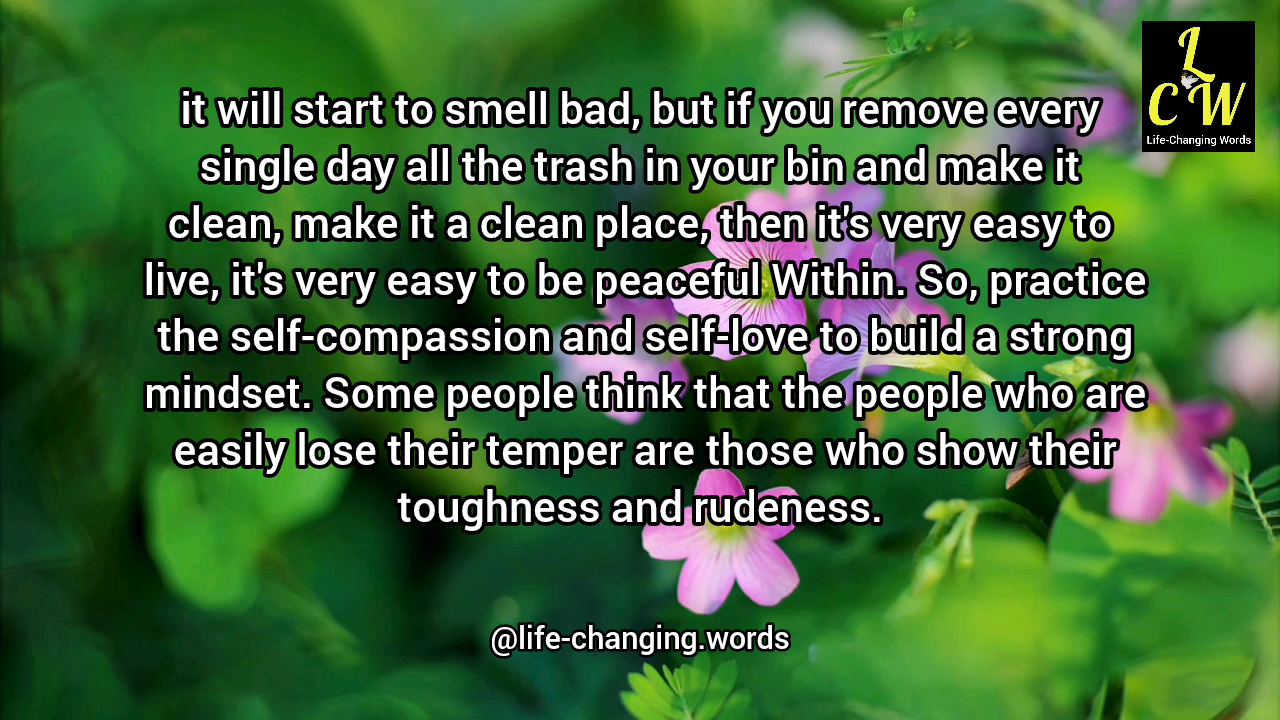 it will start to smell bad, but if you remove every
single day all the trash in your bin and make it
clean, make it a clean place, then it's very easy to
live, it's very easy to be peaceful Within. So, practice
the self-compassion and self-love to build a strong
mindset. Some people think that the people who are
easily lose their temper are those who show their
toughness and rudeness.
@life-changing.words
L
C W
Life-Changing Words